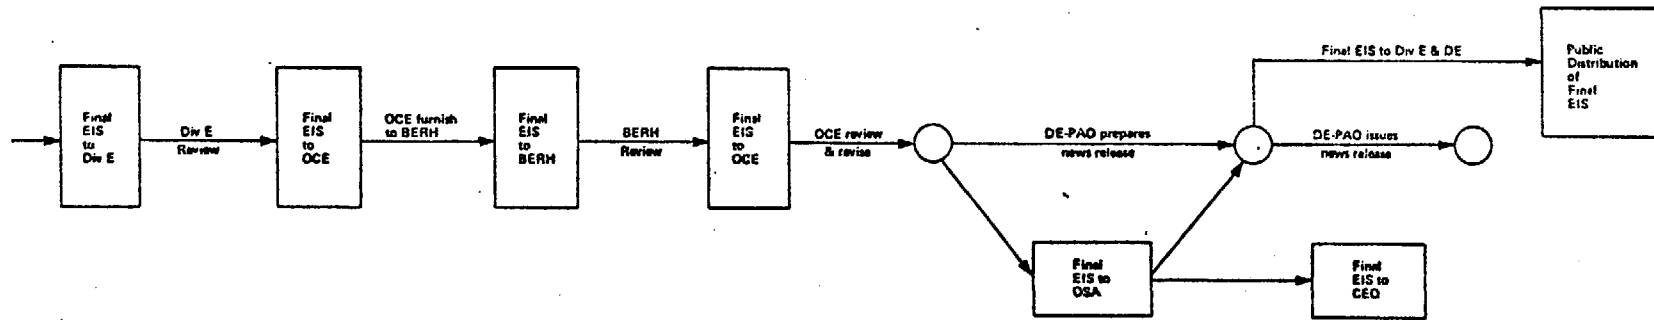 Final
EIS
to
Div E
Div E
Review
Final
EIS
to
OCE
OCE furnish
to BERH
Final
EIS
to
BERH
BERH
Review
Final
EIS
to
OCE
OCE review
& revise
DE-PAO prepares
news release
Final EIS to Div E & DE
DE-PAO issues
news release
Public
Distribution
of
Final
EIS
Final
EIS to
OSA
Final
EIS to
CEQ